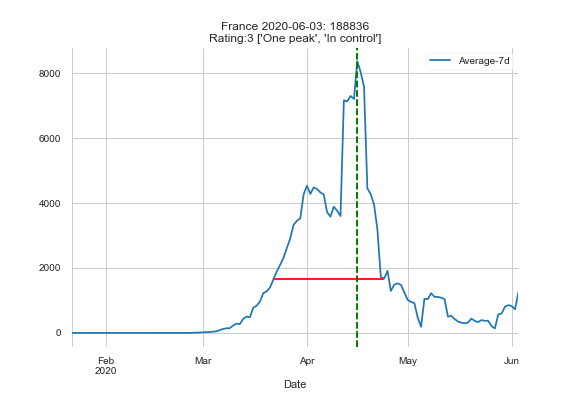 France 2020-06-03: 188836
Rating:3 ['One peak', 'In control']
Average-7d
8000
6000
4000
2000
0
Feb
2020
Mar
Apr
May
Jun
Date